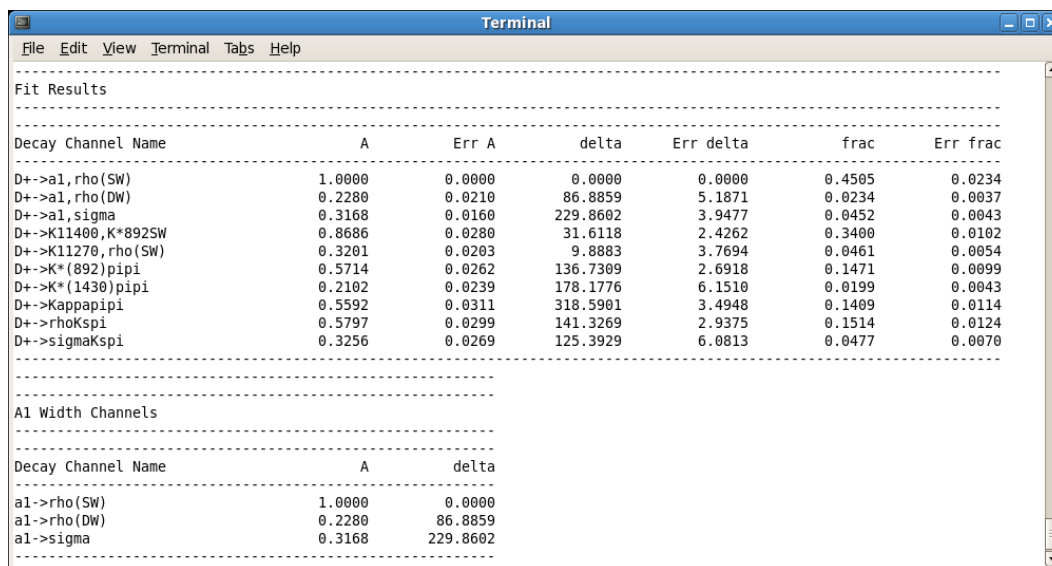 Terminal
File Edit View Terminal Tabs Help
Fit Results
Decay Channel Name A Err A delta Err delta frac Err frac
D+->a1,rho(SW) 1.0000 0.0000 0.0000 0.0000 0.4505 0.0234
D+->a1,rho(DW) 0.2280 0.0210 86.8859 5.1871 0.0234 0.0037
D+->a1,sigma 0.3168 0.0160 229.8602 3.9477 0.0452 0.0043
D+->K11400,K*892SW 0.8686 0.0280 31.6118 2.4262 0.3400 0.0102
D+->K11270,rho(SW) 0.3201 0.0203 9.8883 3.7694 0.0461 0.0054
D+->K*(892)pipi 0.5714 0.0262 136.7309 2.6918 0.1471 0.0099
D+->K*(1430)pipi 0.2102 0.0239 178.1776 6.1510 0.0199 0.0043
D+->Kappapipi 0.5592 0.0311 318.5901 3.4948 0.1409 0.0114
D+->rhoKspi 0.5797 0.0299 141.3269 2.9375 0.1514 0.0124
D+->sigmaKspi 0.3256 0.0269 125.3929 6.0813 0.0477 0.0070
A1 Width Channels
Decay Channel Name A delta
a1->rho(SW) 1.0000 0.0000
a1->rho(DW) 0.2280 86.8859
a1->sigma 0.3168 229.8602